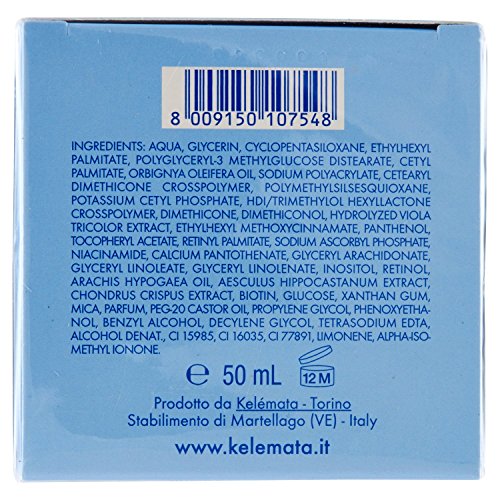 8 009150 107548
INGREDIENTS: AQUA, GLYCERIN, CYCLOPENTASILOXANE, ETHYLHEXYL
PALMITATE, POLYGLYCERYL-3 METHYLGLUCOSE DISTEARATE, CETYL
PALMITATE, ORBIGNYA OLEIFERA OIL, SODIUM POLYACRYLATE, CETEARYL
DIMETHICONE CROSSPOLYMER, POLYMETHYLSILSESQUIOXANE,
POTASSIUM CETYL PHOSPHATE, HDI/TRIMETHYLOL HEXYLLACTONE
CROSSPOLYMER, DIMETHICONE, DIMETHICONOL, HYDROLYZED VIOLA
TRICOLOR EXTRACT, ETHYLHEXYL METHOXYCINNAMATE, PANTHENOL,
TOCOPHERYL ACETATE, RETINYL PALMITATE, SODIUM ASCORBYL PHOSPHATE,
NIACINAMIDE, CALCIUM PANTOTHENATE, GLYCERYL ARACHIDONATE,
GLYCERYL LINOLEATE, GLYCERYL LINOLENATE, INOSITOL, RETINOL,
ARACHIS HYPOGAEA OIL, AESCULUS HIPPOCASTANUM EXTRACT,
CHONDRUS CRISPUS EXTRACT, BIOTIN, GLUCOSE, XANTHAN GUM,
MICA, PARFUM, PEG-20 CASTOR OIL, PROPYLENE GLYCOL, PHENOXYETHA-
NOL, BENZYL ALCOHOL, DECYLENE GLYCOL, TETRASODIUM EDTA,
ALCOHOL DENAT., CI 15985, CI 16035, CI 77891, LIMONENE, ALPHA-ISO-
METHYL IONONE.
℮ 50 mL 12 M
Prodotto da Kelémata - Torino
Stabilimento di Martellago (VE) - Italy
www.kelemata.it